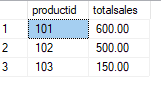 productid totalsales
1 101 600.00
2 102 500.00
3 103 150.00